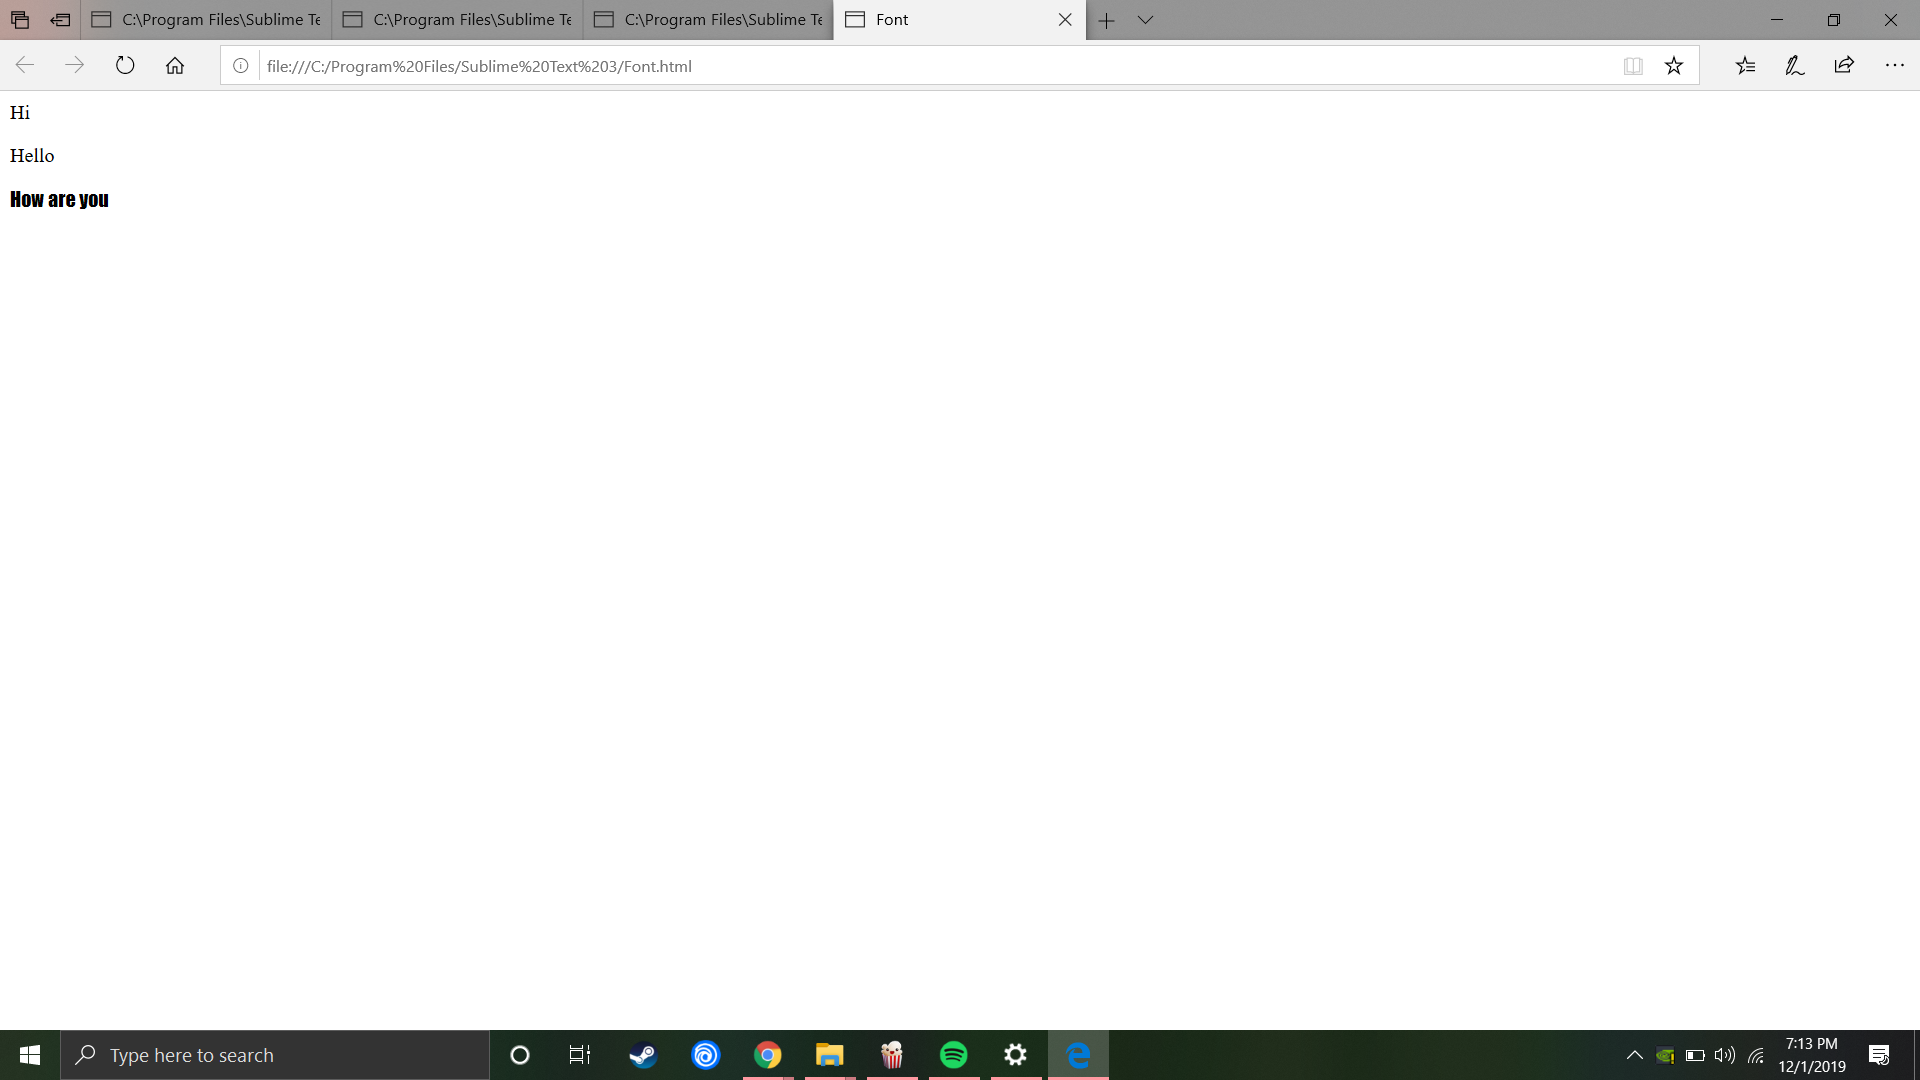 C:\Program Files\Sublime Te
C:\Program Files\Sublime Te
C:\Program Files\Sublime Te
Font
file:///C:/Program%20Files/Sublime%20Text%203/Font.html
Hi
Hello
How are you
Type here to search
7:13 PM
12/1/2019